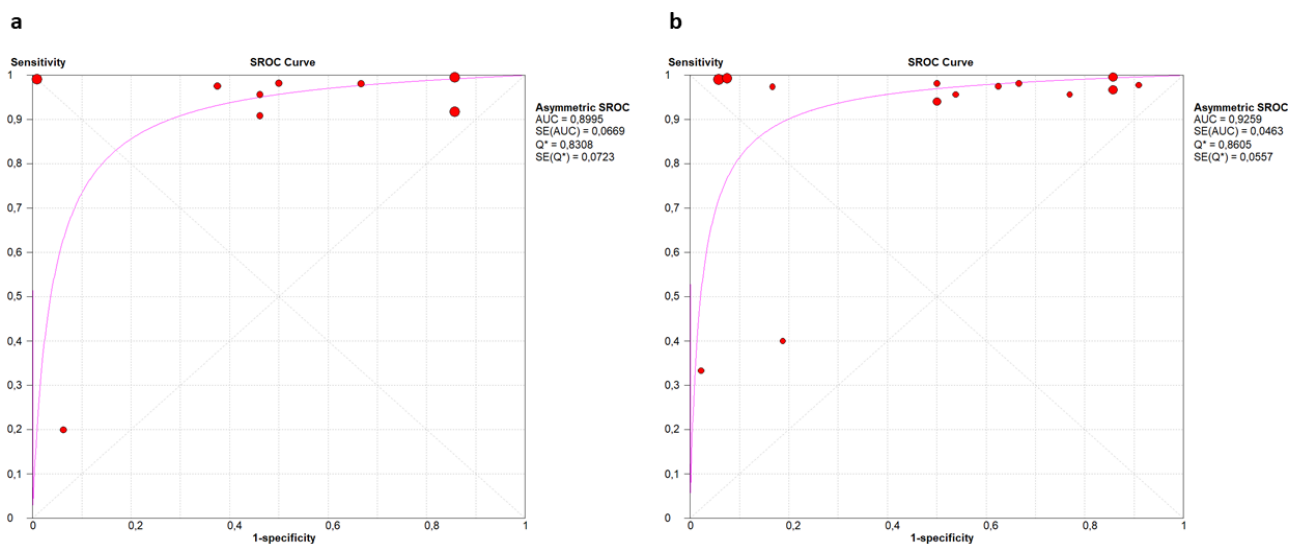 a
Sensitivity
SROC Curve
1
0,9
0,8
0,7
0,6
0,5
0,4
0,3
0,2
0,1
0
0
0,2
0,4
0,6
0,8
1
1-specificity
Asymmetric SROC
AUC = 0,8995
SE(AUC) = 0,0669
Q* = 0,8308
SE(Q*) = 0,0723
b
Sensitivity
SROC Curve
1
0,9
0,8
0,7
0,6
0,5
0,4
0,3
0,2
0,1
0
0
0,2
0,4
0,6
0,8
1
1-specificity
Asymmetric SROC
AUC = 0,9259
SE(AUC) = 0,0463
Q* = 0,8605
SE(Q*) = 0,0557